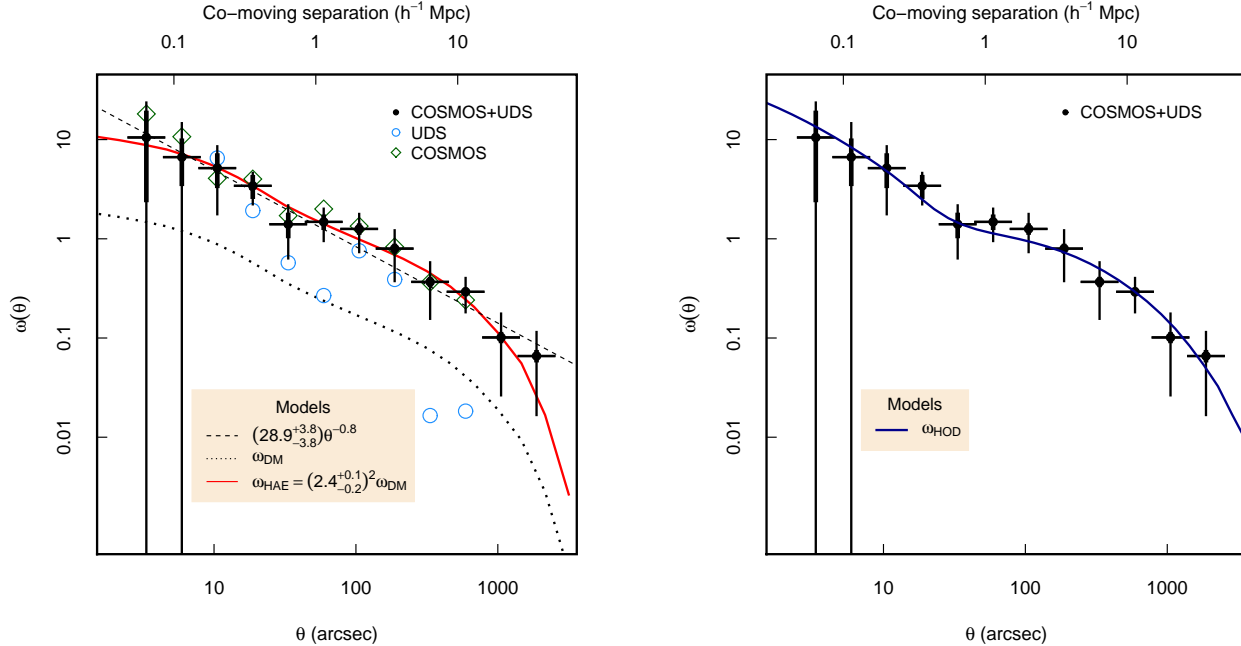 Co−moving separation (h⁻¹ Mpc)
0.1 1 10
ω(θ)
10
1
0.1
0.01
COSMOS+UDS
UDS
COSMOS
Models
(28.9 +3.8 −3.8)θ⁻⁰·⁸
ωDM
ωHAE = (2.4 +0.1 −0.2)² ωDM
10 100 1000
θ (arcsec)
Co−moving separation (h⁻¹ Mpc)
0.1 1 10
ω(θ)
10
1
0.1
0.01
COSMOS+UDS
Models
ωHOD
10 100 1000
θ (arcsec)